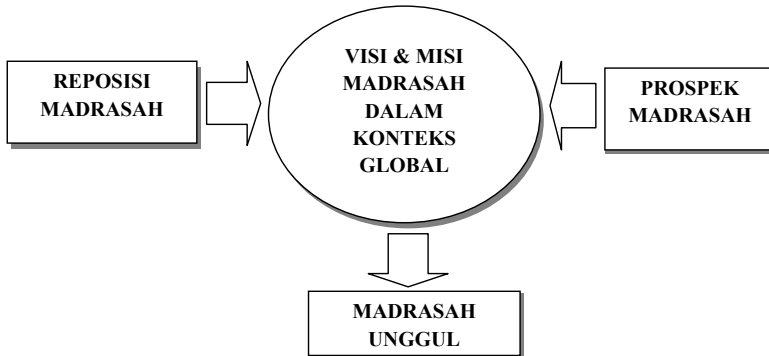 REPOSISI
MADRASAH
VISI & MISI
MADRASAH
DALAM
KONTEKS
GLOBAL
PROSPEK
MADRASAH
MADRASAH
UNGGUL